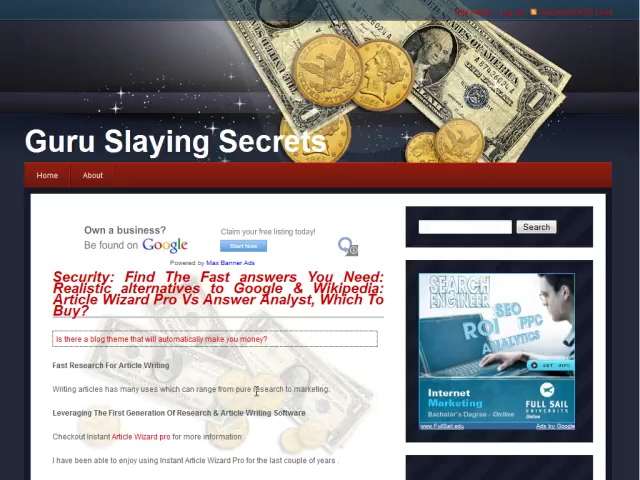 Guru Slaying Secrets
Home
About
Own a business?
Be found on Google
Claim your free listing today!
Start Now
Powered by Max Banner Ads
Search
Security: Find The Fast answers You Need:
Realistic alternatives to Google & Wikipedia:
Article Wizard Pro Vs Answer Analyst, Which To
Buy?
Is there a blog theme that will automatically make you money?
Fast Research For Article Writing
Writing articles has many uses which can range from pure research to marketing.
Leveraging The First Generation Of Research & Article Writing Software
Checkout Instant Article Wizard pro for more information
I have been able to enjoy using Instant Article Wizard Pro for the last couple of years .
SEARCH
ENGINE
SEO
ROI PPC
ANALYTICS
GET INFO
Internet
Marketing
Bachelor's Degree - Online
FULL SAIL
UNIVERSITY
Online
www.FullSail.edu
Ads by Google